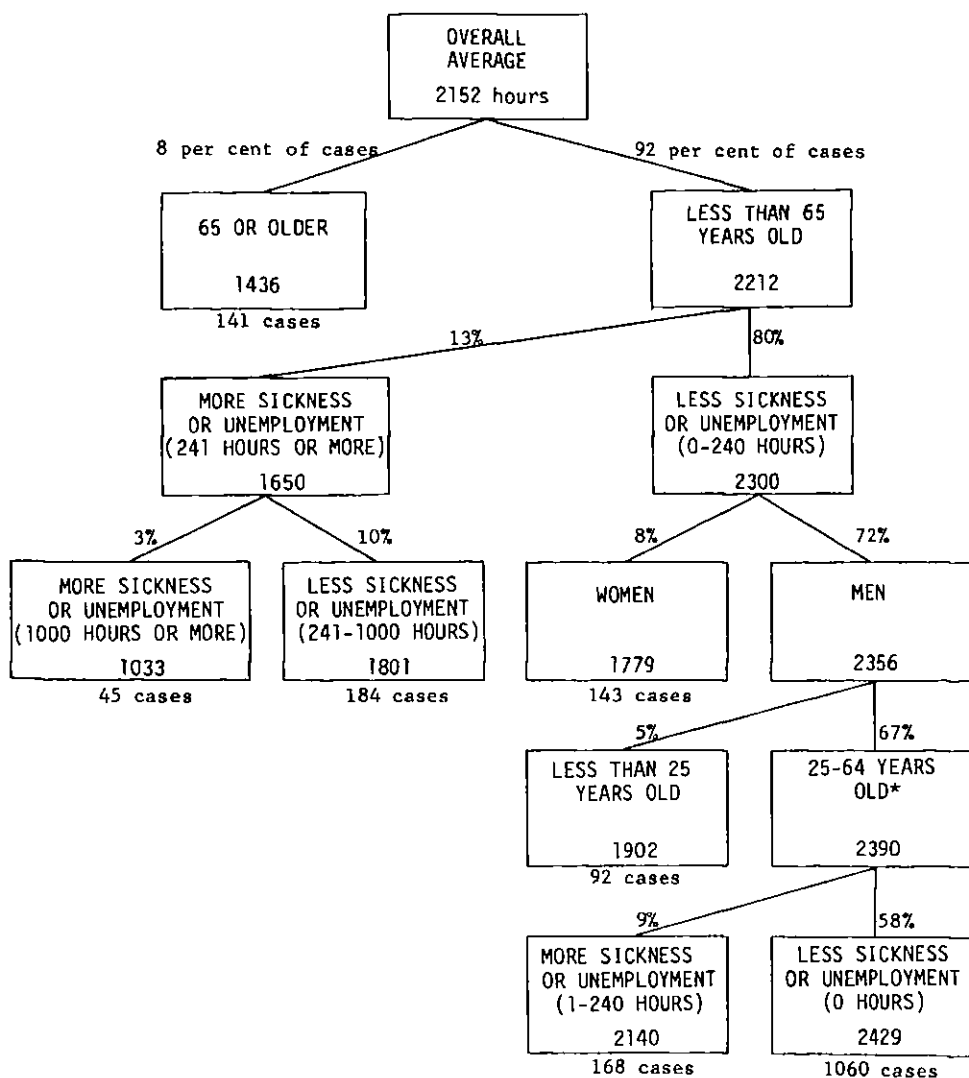 OVERALL
AVERAGE
2152 hours
8 per cent of cases
92 per cent of cases
65 OR OLDER
1436
141 cases
LESS THAN 65
YEARS OLD
2212
13%
80%
MORE SICKNESS
OR UNEMPLOYMENT
(241 HOURS OR MORE)
1650
LESS SICKNESS
OR UNEMPLOYMENT
(0-240 HOURS)
2300
3%
10%
8%
72%
MORE SICKNESS
OR UNEMPLOYMENT
(1000 HOURS OR MORE)
1033
45 cases
LESS SICKNESS
OR UNEMPLOYMENT
(241-1000 HOURS)
1801
184 cases
WOMEN
1779
143 cases
MEN
2356
5%
67%
LESS THAN 25
YEARS OLD
1902
92 cases
25-64 YEARS
OLD*
2390
9%
58%
MORE SICKNESS
OR UNEMPLOYMENT
(1-240 HOURS)
2140
168 cases
LESS SICKNESS
OR UNEMPLOYMENT
(0 HOURS)
2429
1060 cases